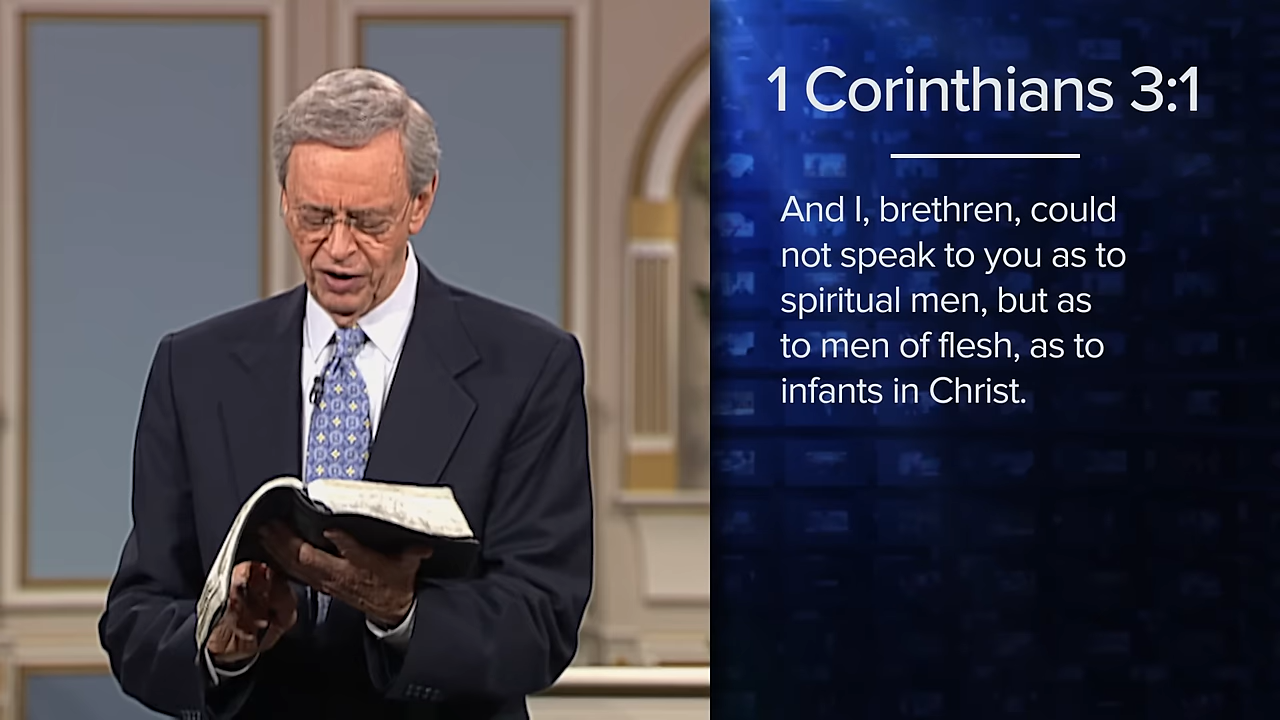 1 Corinthians 3:1
And I, brethren, could
not speak to you as to
spiritual men, but as
to men of flesh, as to
infants in Christ.